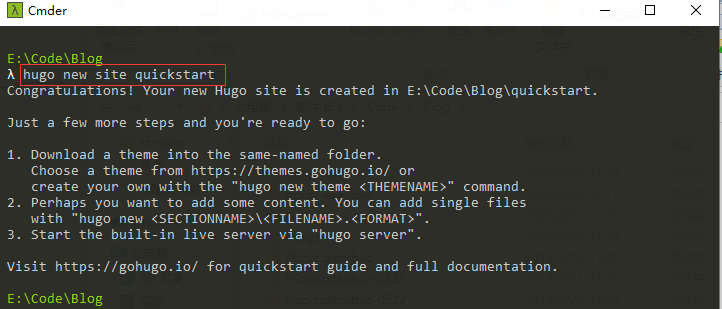 Cmder
E:\Code\Blog
λ hugo new site quickstart
Congratulations! Your new Hugo site is created in E:\Code\Blog\quickstart.
Just a few more steps and you're ready to go:
1. Download a theme into the same-named folder.
Choose a theme from https://themes.gohugo.io/ or
create your own with the "hugo new theme <THEMENAME>" command.
2. Perhaps you want to add some content. You can add single files
with "hugo new <SECTIONNAME>\<FILENAME>.<FORMAT>".
3. Start the built-in live server via "hugo server".
Visit https://gohugo.io/ for quickstart guide and full documentation.
E:\Code\Blog